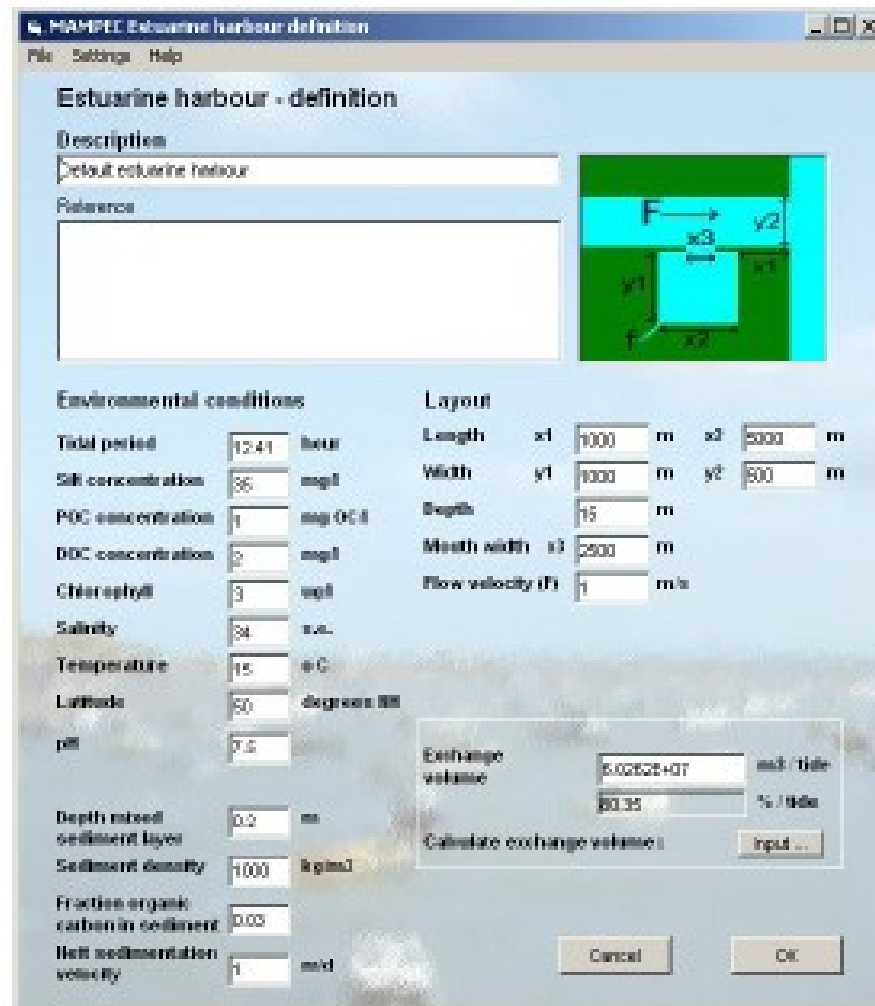 MAMPEC Estuarine harbour definition
File Settings Help
Estuarine harbour - definition
Description
Default estuarine harbour
Reference
F
x3
y2
x1
y1
f
x2
Environmental conditions
Tidal period 12.41 hour
Silt concentration 35 mg/l
POC concentration 1 mg OC/l
DOC concentration 2 mg/l
Chlorophyll 3 ug/l
Salinity 34 s.e.
Temperature 15 o C
Latitude 50 degrees NH
pH 7.5
Depth mixed
sediment layer 0.2 m
Sediment density 1000 kg/m3
Fraction organic
carbon in sediment 0.03
Nett sedimentation
velocity 1 m/d
Layout
Length x1 1000 m x2 5000 m
Width y1 1000 m y2 500 m
Depth 15 m
Mouth width x3 2500 m
Flow velocity (F) 1 m/s
Exchange
volume m3 / tide
80.35 % / tide
Calculate exchange volume: Input ...
Cancel OK